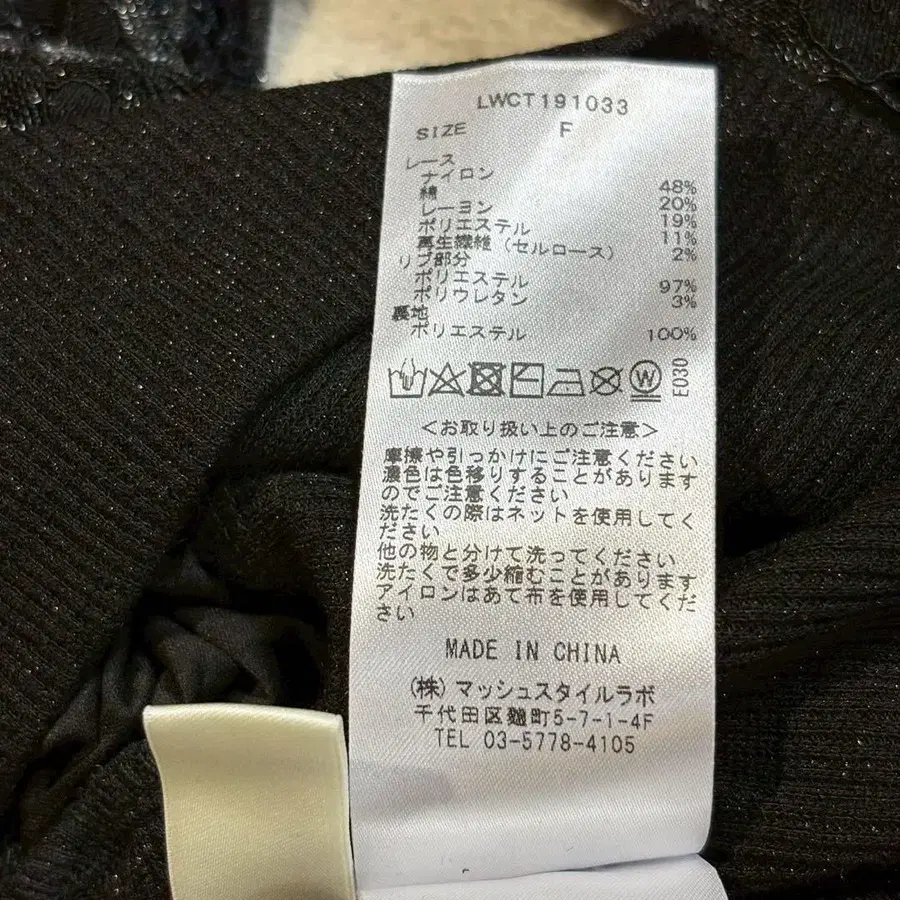 LWCT191033
SIZE F
レース
ナイロン 48%
綿 20%
レーヨン 19%
ポリエステル 11%
再生繊維(セルロース) 2%
リブ部分
ポリエステル 97%
ポリウレタン 3%
裏地
ポリエステル 100%
W E030
<お取り扱い上のご注意>
摩擦や引っかけにご注意ください
濃色は色移りすることがあります
のでご注意ください
洗たくの際はネットを使用してく
ださい
他の物と分けて洗ってください
洗たくで多少縮むことがあります
アイロンはあて布を使用してくだ
さい
MADE IN CHINA
(株)マッシュスタイルラボ
千代田区麹町5-7-1-4F
TEL 03-5778-4105